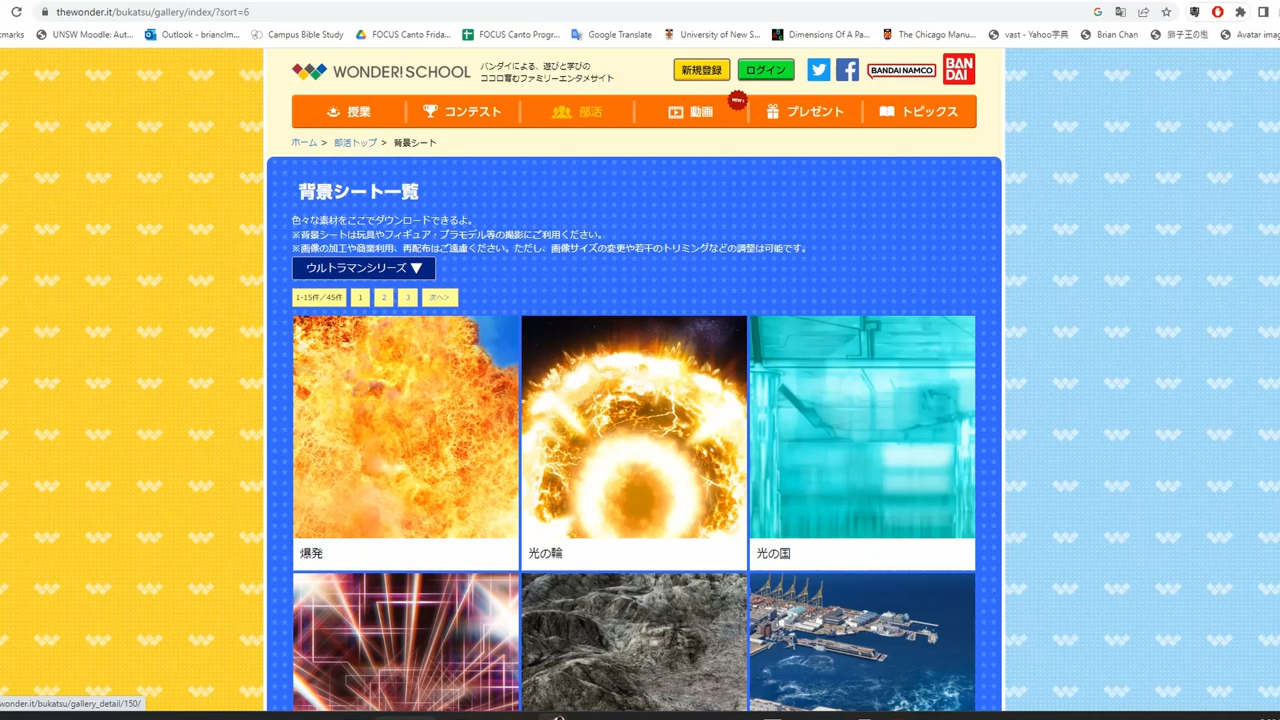 thewonder.it/bukatsu/gallery/index/?sort=6
marks
UNSW Moodle: Aut...
Outlook - brianclm...
Campus Bible Study
FOCUS Canto Frida...
FOCUS Canto Progr...
Google Translate
University of New S...
Dimensions Of A Pa...
The Chicago Manu...
vast - Yahoo字典
Brian Chan
獅子王の態
Avatar imag
WONDER!SCHOOL
バンダイによる、遊びと学びの
ココロ育むファミリーエンタメサイト
新規登録
ログイン
BANDAI NAMCO
BAN
DAI
授業
コンテスト
部活
動画
NEW!
プレゼント
トピックス
ホーム > 部活トップ > 背景シート
背景シート一覧
色々な素材をここでダウンロードできるよ。
※背景シートは玩具やフィギュア・プラモデル等の撮影にご利用ください。
※画像の加工や商業利用、再配布はご遠慮ください。ただし、画像サイズの変更や若干のトリミングなどの調整は可能です。
ウルトラマンシリーズ ▼
1-15件／45件 1 2 3 次へ>
爆発
光の輪
光の国
wonder.it/bukatsu/gallery_detail/150/